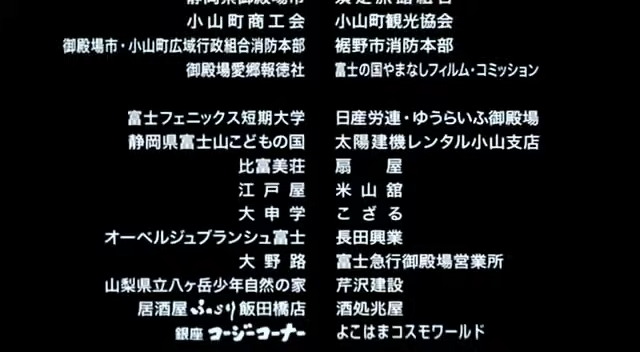 小山町商工会 小山町観光協会
御殿場市・小山町広域行政組合消防本部 裾野市消防本部
御殿場愛郷報徳社 富士の国やまなしフィルム・コミッション
富士フェニックス短期大学 日産労連・ゆうらいふ御殿場
静岡県富士山こどもの国 太陽建機レンタル小山支店
比富美荘 扇屋
江戸屋 米山舘
大申学 こざる
オーベルジュブランシュ富士 長田興業
大野路 富士急行御殿場営業所
山梨県立八ヶ岳少年自然の家 芹沢建設
居酒屋ふらり飯田橋店 酒処兆屋
銀座コージーコーナー よこはまコスモワールド